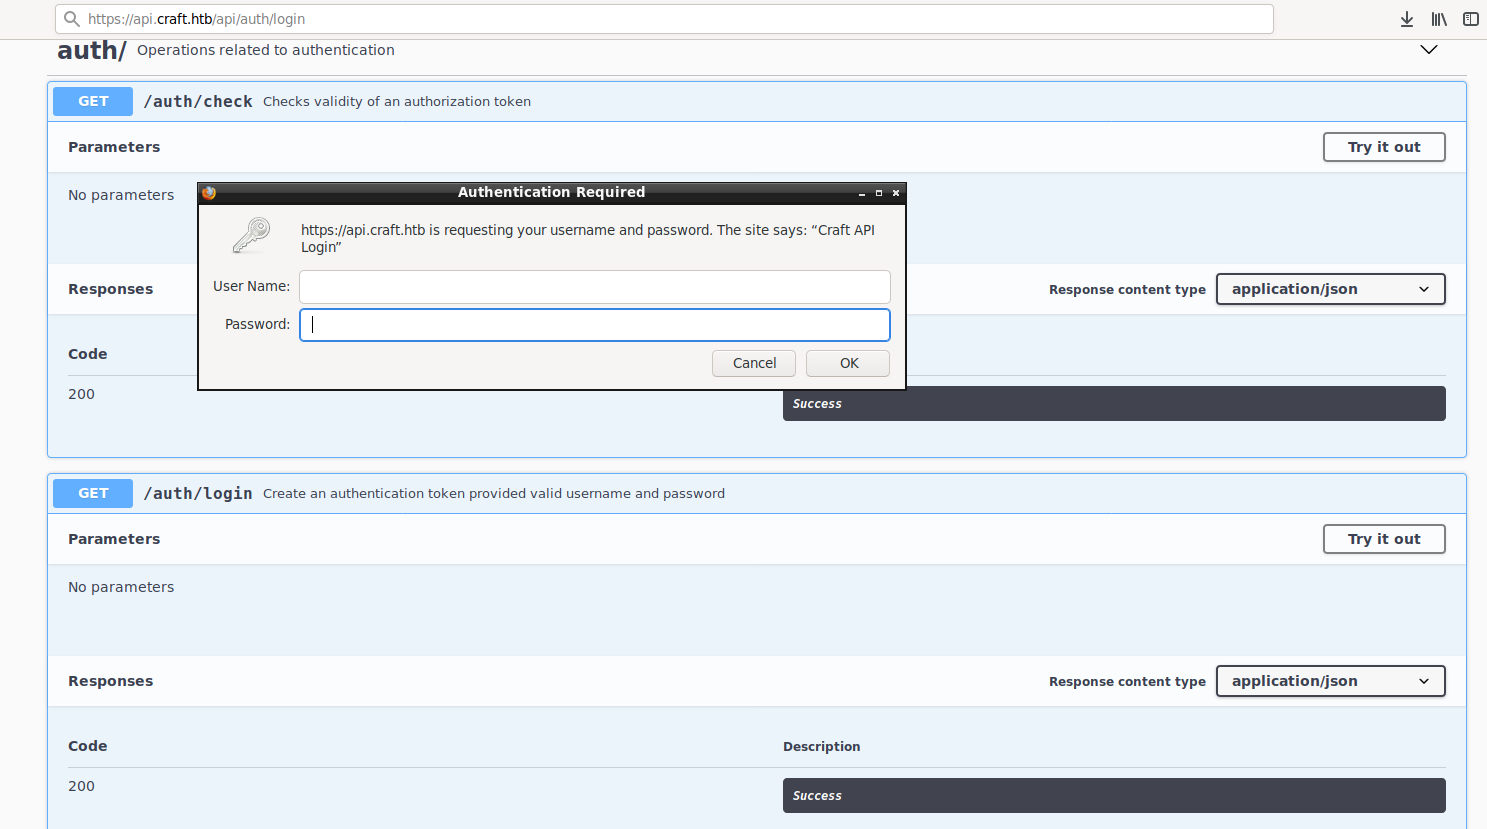 https://api.craft.htb/api/auth/login
auth/ Operations related to authentication
GET /auth/check Checks validity of an authorization token
Parameters Try it out
No parameters
Authentication Required
https://api.craft.htb is requesting your username and password. The site says: “Craft API
Login”
User Name:
Password:
Cancel OK
Responses Response content type application/json
Code
200 Success
GET /auth/login Create an authentication token provided valid username and password
Parameters Try it out
No parameters
Responses Response content type application/json
Code Description
200 Success